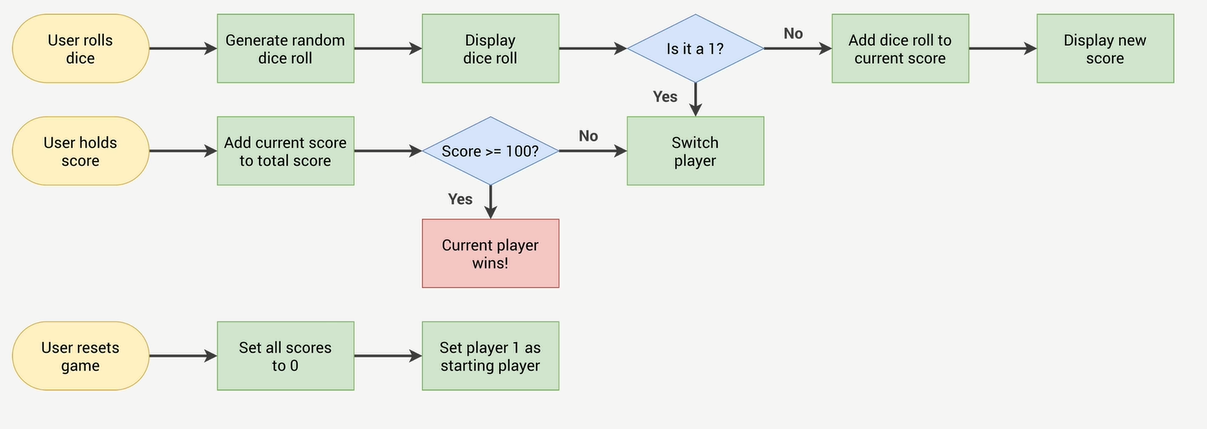 User rolls
dice
Generate random
dice roll
Display
dice roll
Is it a 1?
No
Add dice roll to
current score
Display new
score
Yes
User holds
score
Add current score
to total score
Score >= 100?
No
Switch
player
Yes
Current player
wins!
User resets
game
Set all scores
to 0
Set player 1 as
starting player